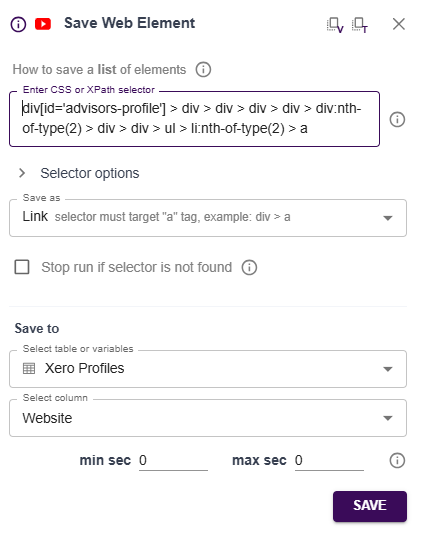 Save Web Element
V
T
How to save a list of elements
Enter CSS or XPath selector
div[id='advisors-profile'] > div > div > div > div > div:nth-
of-type(2) > div > div > ul > li:nth-of-type(2) > a
Selector options
Save as
Link selector must target "a" tag, example: div > a
Stop run if selector is not found
Save to
Select table or variables
Xero Profiles
Select column
Website
min sec 0 max sec 0
SAVE